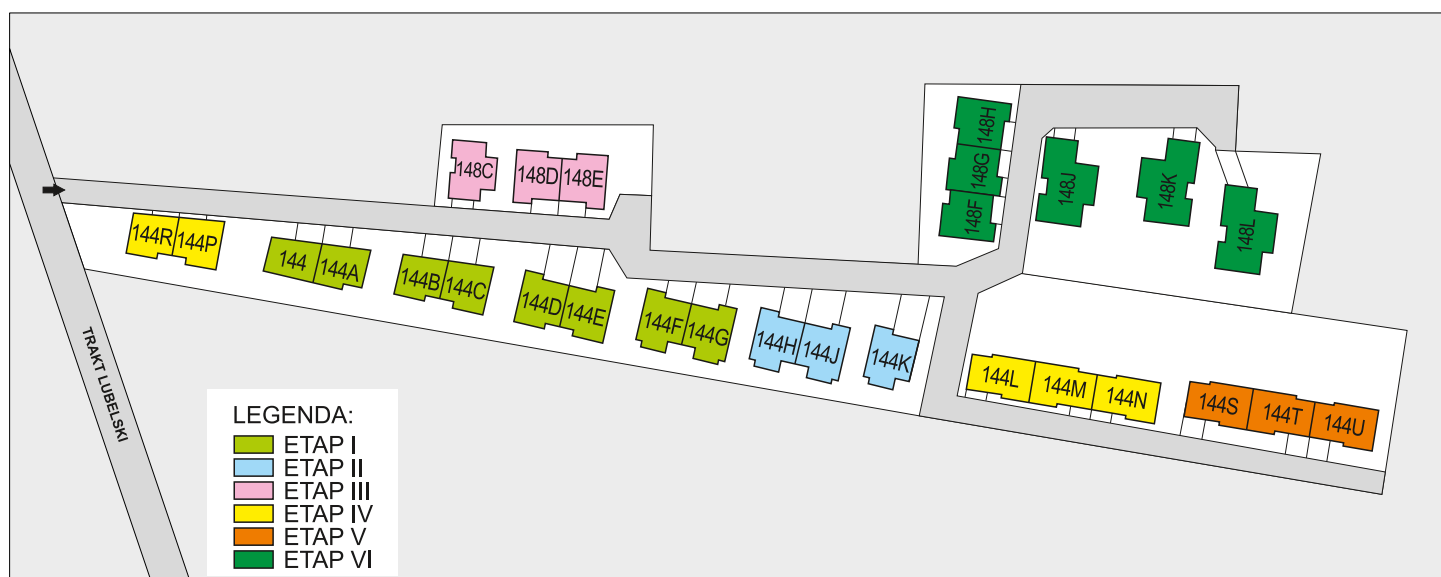 148H
148G
148F
148J
148K
148L
148C
148D
148E
144R
144P
144
144A
144B
144C
144D
144E
144F
144G
144H
144J
144K
144L
144M
144N
144S
144T
144U
TRAKT LUBELSKI
LEGENDA:
ETAP I
ETAP II
ETAP III
ETAP IV
ETAP V
ETAP VI